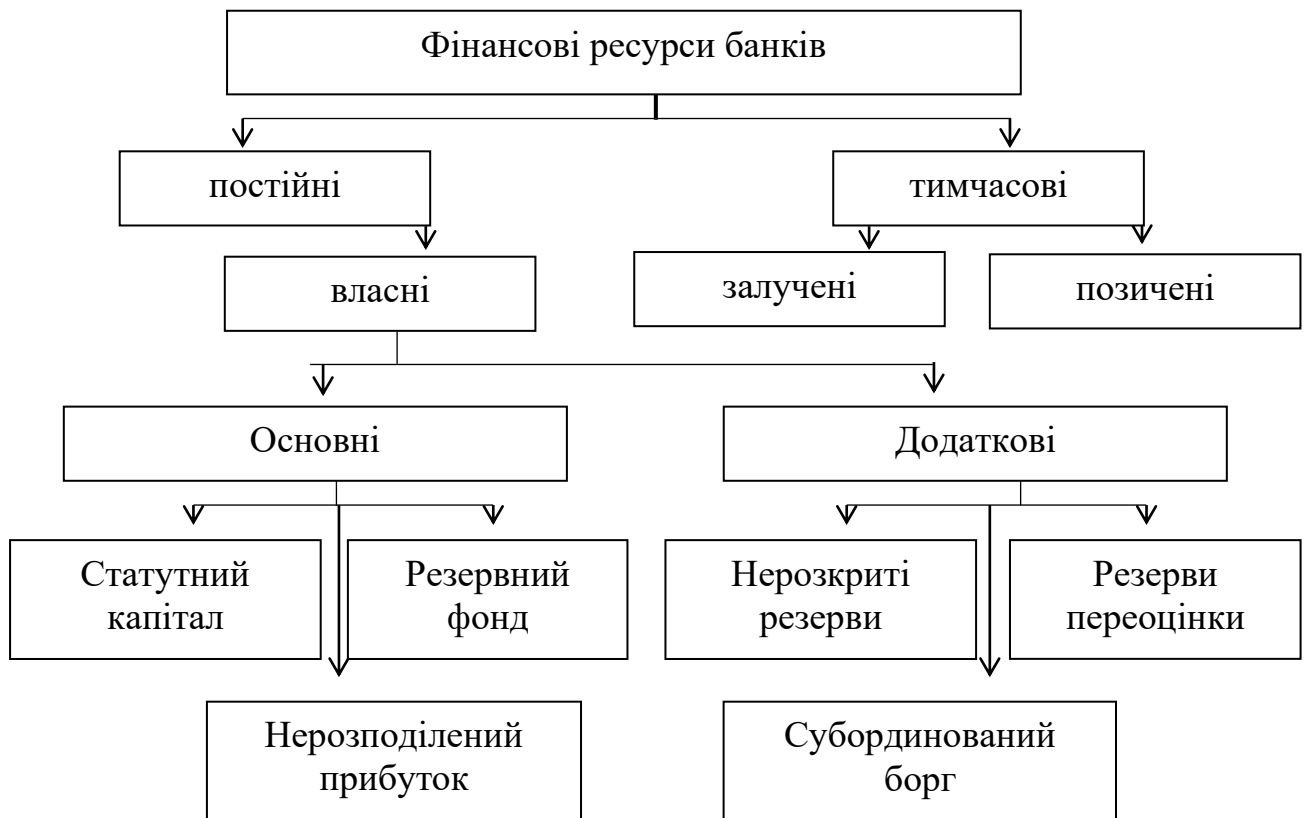 Фінансові ресурси банків
постійні
тимчасові
власні
залучені
позичені
Основні
Додаткові
Статутний
капітал
Резервний
фонд
Нерозкриті
резерви
Резерви
переоцінки
Нерозподілений
прибуток
Субординований
борг